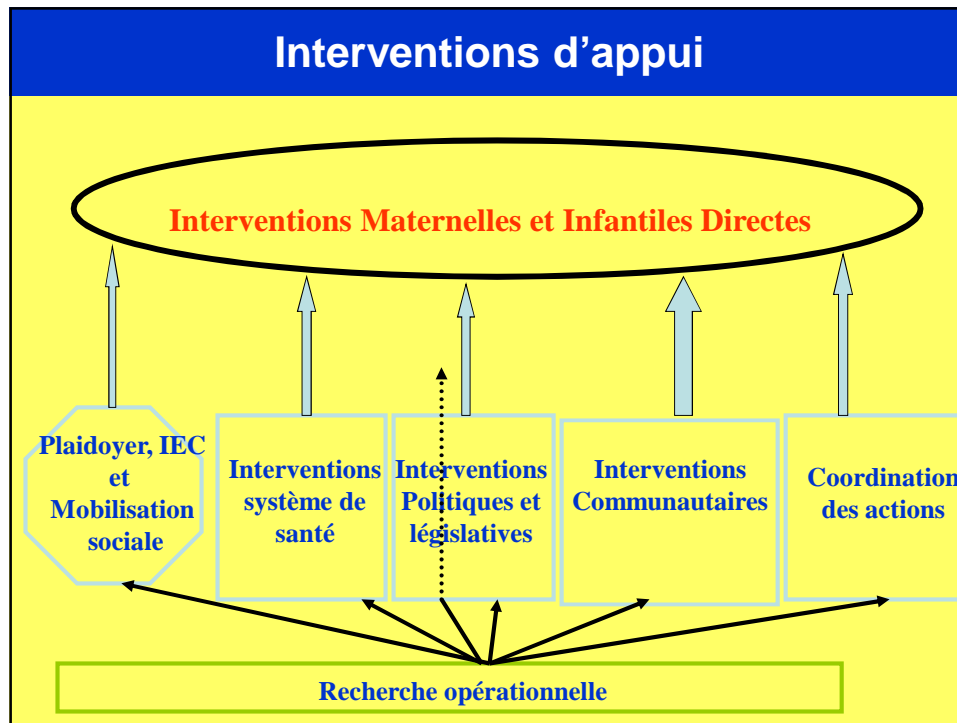 Interventions d’appui
Interventions Maternelles et Infantiles Directes
Plaidoyer, IEC
et
Mobilisation
sociale
Interventions
système de
santé
Interventions
Politiques et
législatives
Interventions
Communautaires
Coordination
des actions
Recherche opérationnelle